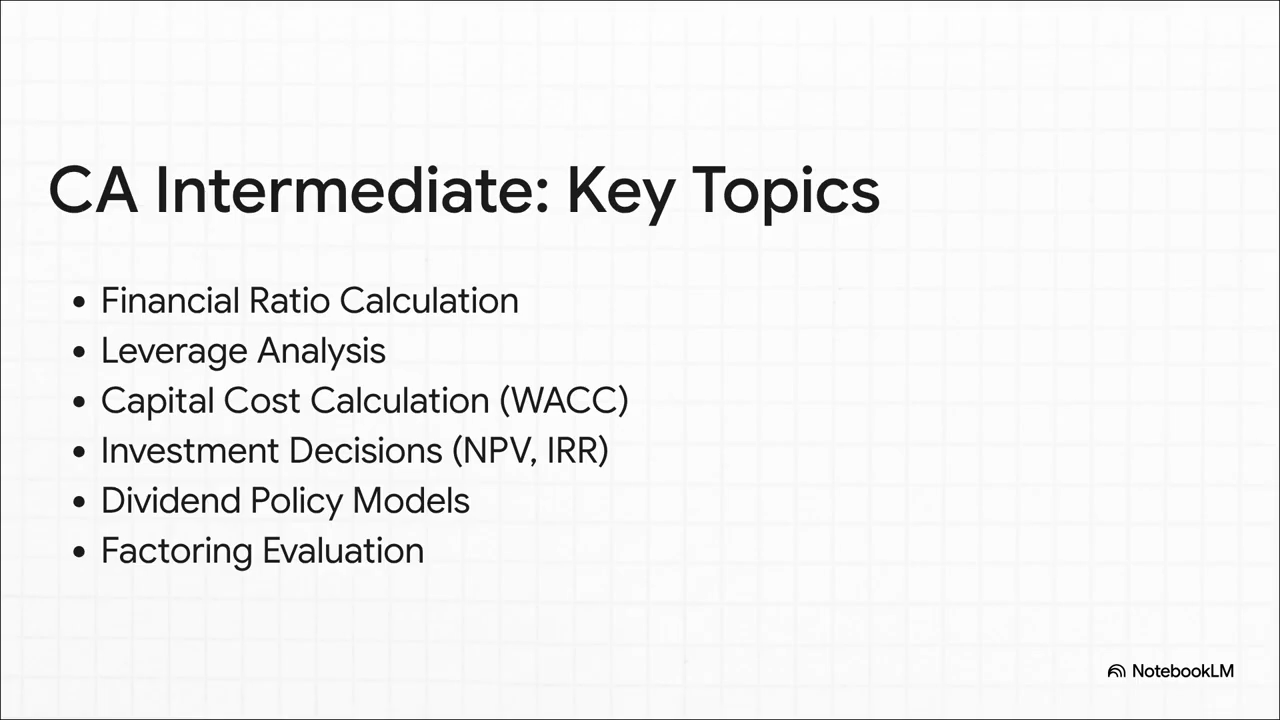 CA Intermediate: Key Topics
• Financial Ratio Calculation
• Leverage Analysis
• Capital Cost Calculation (WACC)
• Investment Decisions (NPV, IRR)
• Dividend Policy Models
• Factoring Evaluation
NotebookLM